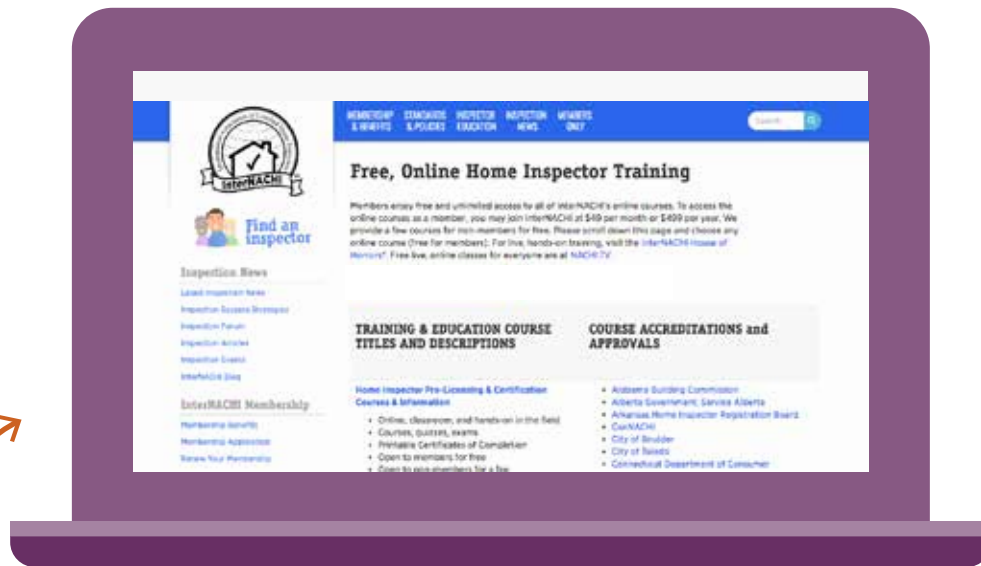 MEMBERSHIP & BENEFITS
STANDARDS & POLICIES
INSPECTOR EDUCATION
INSPECTION NEWS
MEMBERS ONLY
Search
InterNACHI
Find an
inspector
Inspection News
Latest Inspection News
Inspection Success Strategies
Inspection Forum
Inspection Articles
Inspection Events
InterNACHI Blog
InterNACHI Membership
Membership Benefits
Membership Application
Renew Your Membership
Free, Online Home Inspector Training
Members enjoy free and unlimited access to all of InterNACHI's online courses. To access the
online courses as a member, you may join InterNACHI at $49 per month or $499 per year. We
provide a few courses for non-members for free. Please scroll down this page and choose any
online course (free for members). For live, hands-on training, visit the InterNACHI House of
Horrors®. Free live, online classes for everyone are at NACHI.TV.
TRAINING & EDUCATION COURSE
TITLES AND DESCRIPTIONS
Home Inspector Pre-Licensing & Certification
Courses & Information
• Online, classroom, and hands-on in the field
• Courses, quizzes, exams
• Printable Certificates of Completion
• Open to members for free
• Open to non-members for a fee
COURSE ACCREDITATIONS and
APPROVALS
• Alabama Building Commission
• Alberta Government: Service Alberta
• Arkansas Home Inspector Registration Board
• CanNACHI
• City of Boulder
• City of Toledo
• Connecticut Department of Consumer